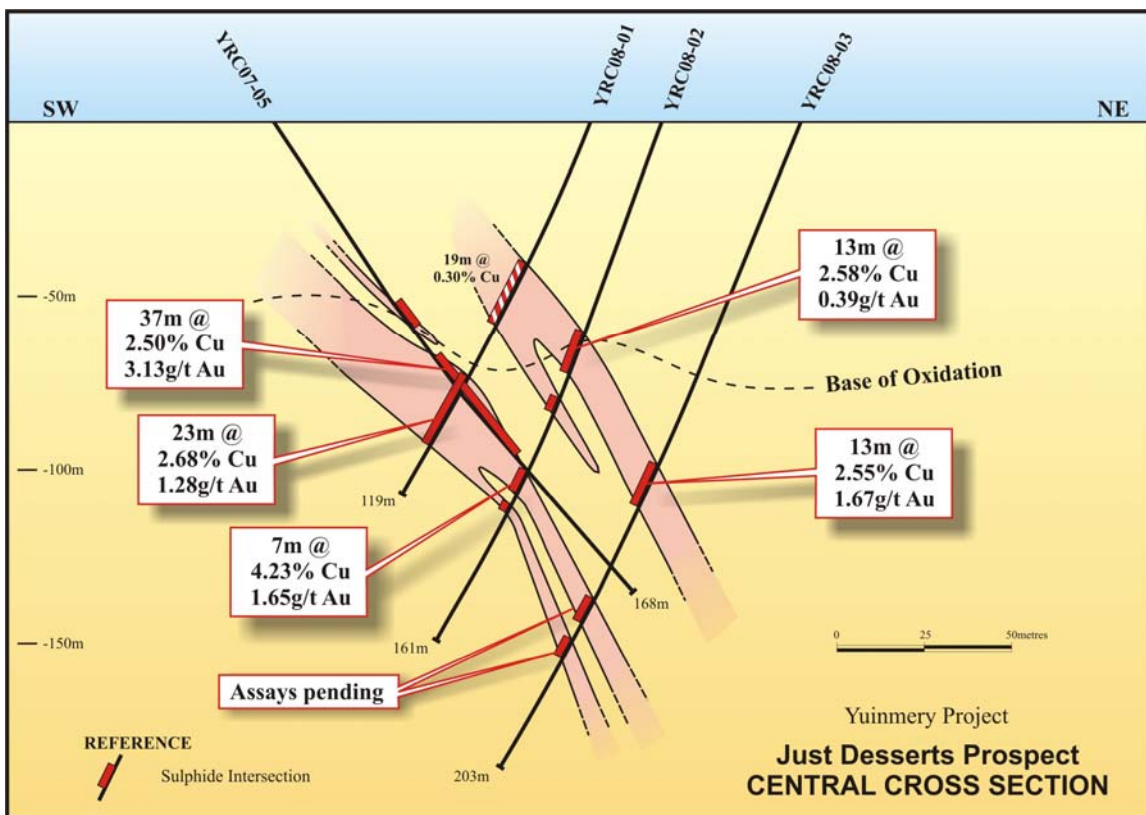 YRC07-05
YRC08-01
YRC08-02
YRC08-03
SW
NE
19m @
0.30% Cu
13m @
2.58% Cu
0.39g/t Au
-50m
37m @
2.50% Cu
3.13g/t Au
Base of Oxidation
23m @
2.68% Cu
1.28g/t Au
-100m
13m @
2.55% Cu
1.67g/t Au
119m
7m @
4.23% Cu
1.65g/t Au
168m
-150m
161m
0 25 50metres
Assays pending
Yuinmery Project
REFERENCE
Sulphide Intersection
203m
Just Desserts Prospect
CENTRAL CROSS SECTION